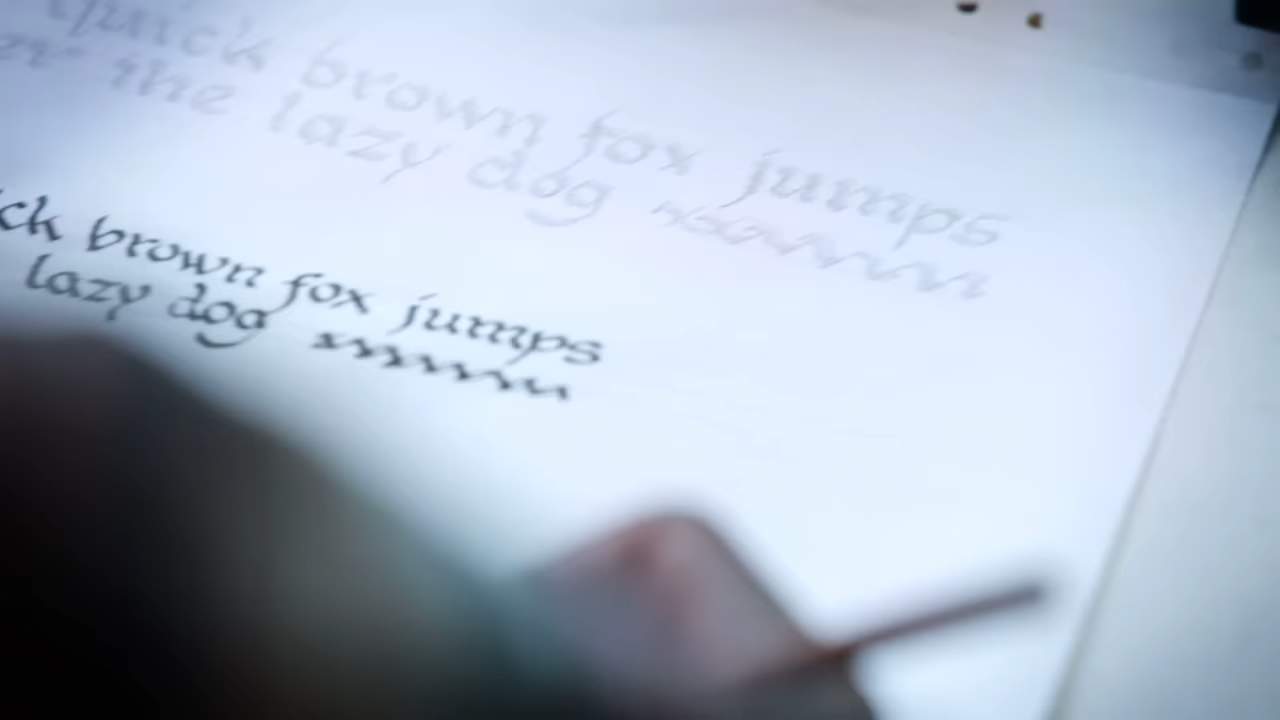 quick brown fox jumps
the lazy dog
brown fox jumps
lazy dog